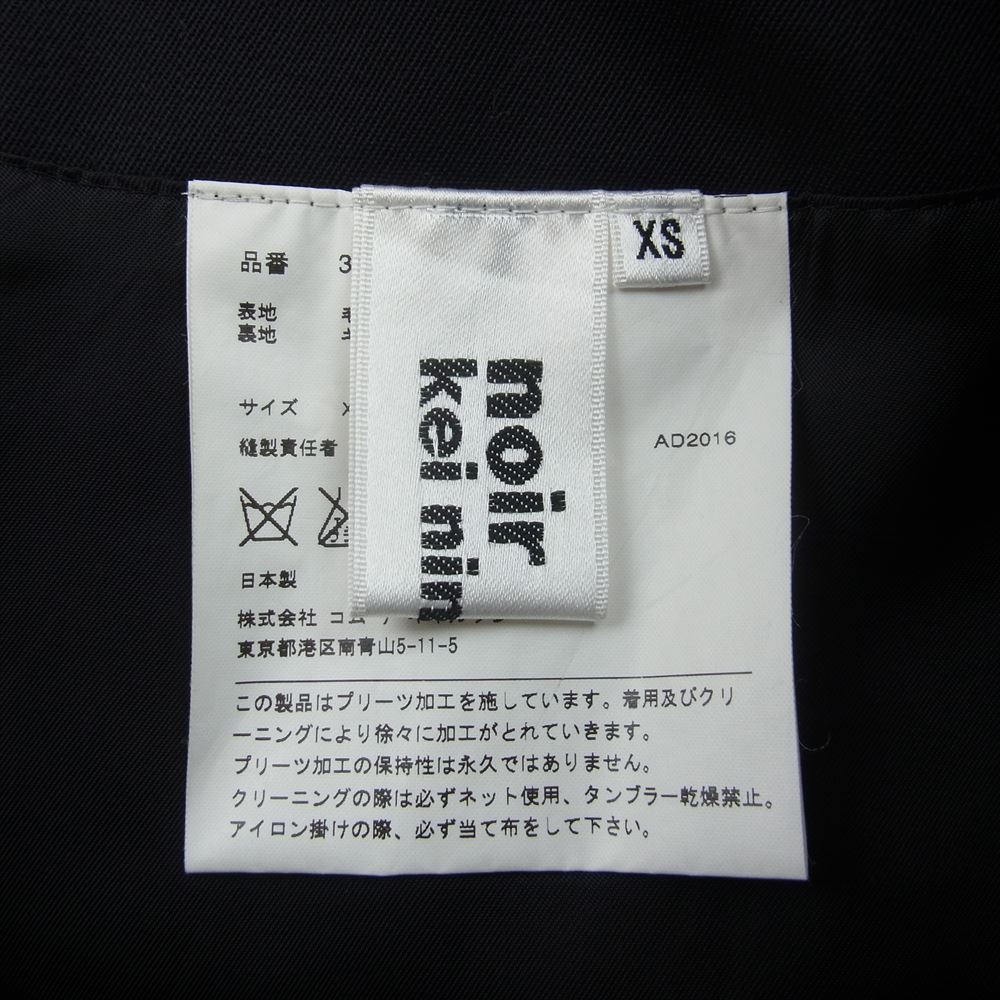 XS
noir
kei nin
品番 3
表地
裏地
サイズ
縫製責任者
AD2016
日本製
株式会社 コム
東京都港区南青山5-11-5
この製品はプリーツ加工を施しています。着用及びクリ
ーニングにより徐々に加工がとれていきます。
プリーツ加工の保持性は永久ではありません。
クリーニングの際は必ずネット使用、タンブラー乾燥禁止。
アイロン掛けの際、必ず当て布をして下さい。